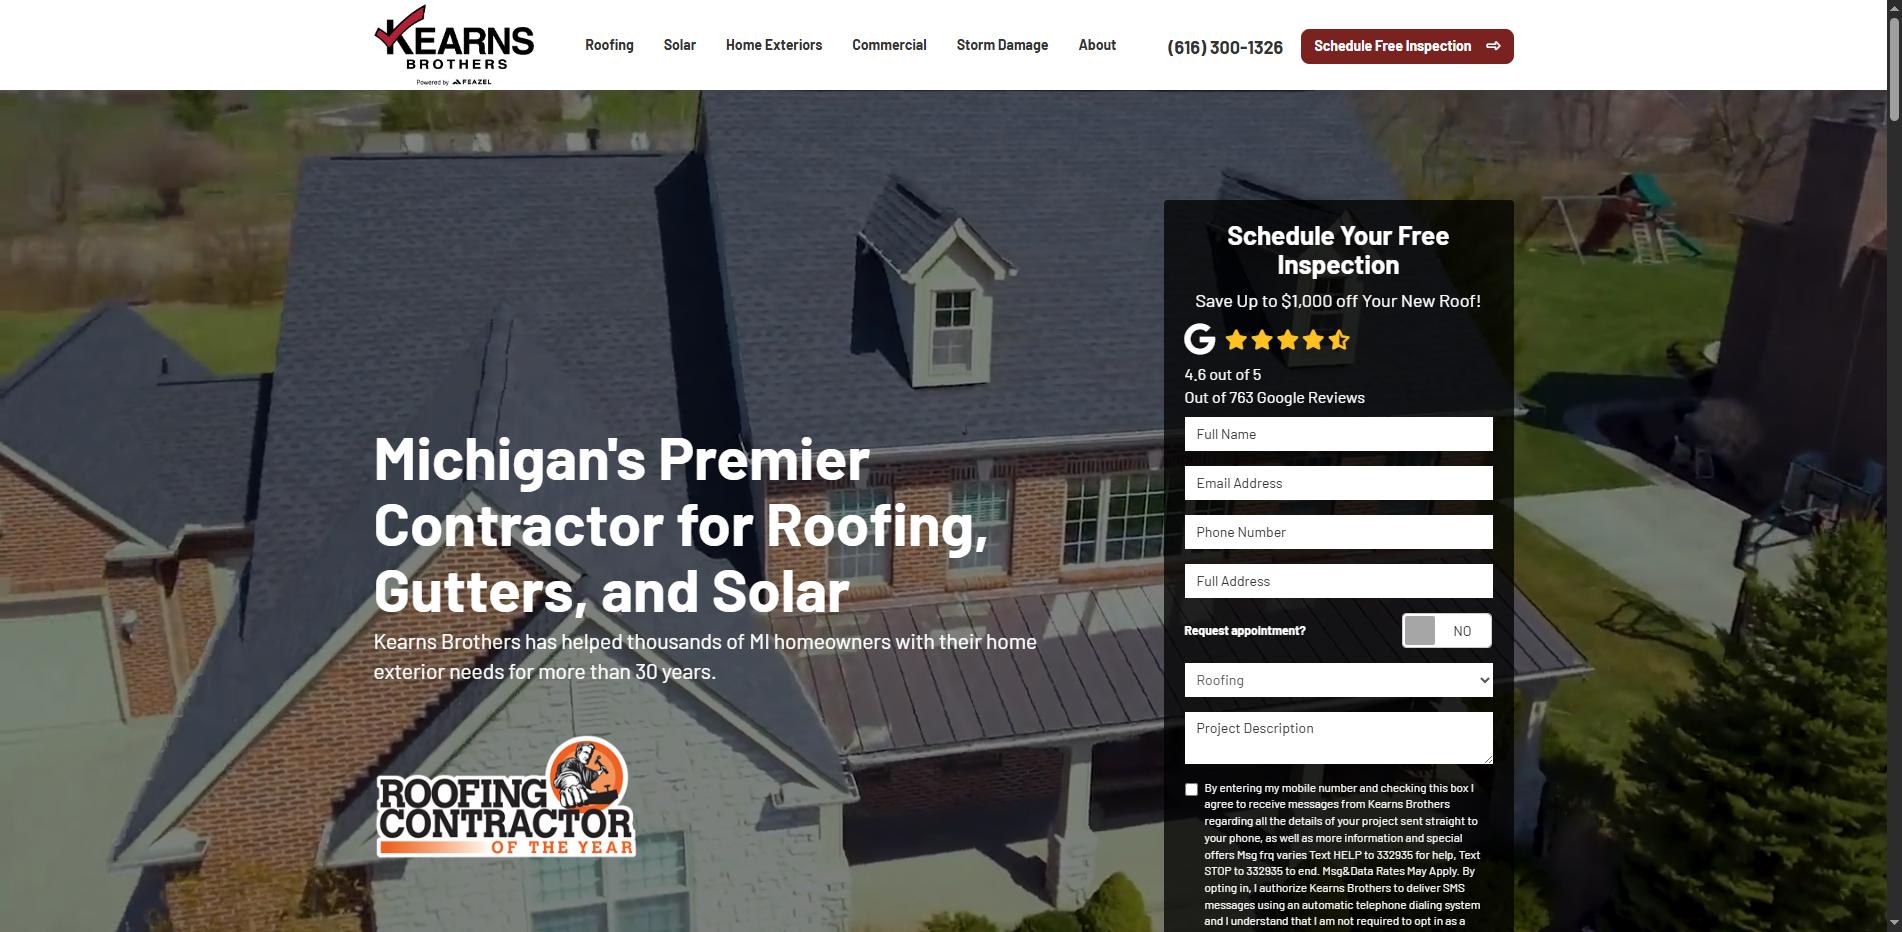 KEARNS
BROTHERS
Powered by FEAZEL
Roofing
Solar
Home Exteriors
Commercial
Storm Damage
About
(616) 300-1326
Schedule Free Inspection
Michigan's Premier
Contractor for Roofing,
Gutters, and Solar
Kearns Brothers has helped thousands of MI homeowners with their home
exterior needs for more than 30 years.
ROOFING
CONTRACTOR
OF THE YEAR
Schedule Your Free
Inspection
Save Up to $1,000 off Your New Roof!
G
4.6 out of 5
Out of 763 Google Reviews
Full Name
Email Address
Phone Number
Full Address
Request appointment?
NO
Roofing
Project Description
By entering my mobile number and checking this box I
agree to receive messages from Kearns Brothers
regarding all the details of your project sent straight to
your phone, as well as more information and special
offers Msg frq varies Text HELP to 332935 for help, Text
STOP to 332935 to end. Msg&Data Rates May Apply. By
opting in, I authorize Kearns Brothers to deliver SMS
messages using an automatic telephone dialing system
and I understand that I am not required to opt in as a